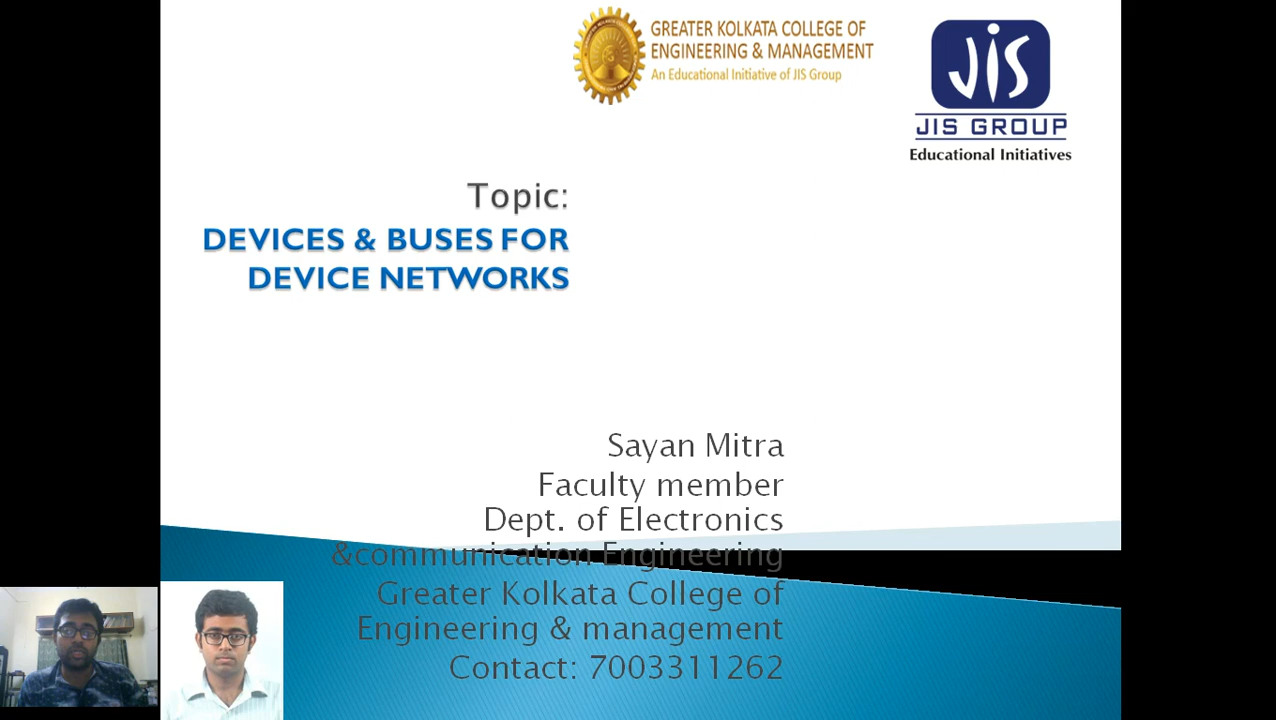 GREATER KOLKATA COLLEGE OF
ENGINEERING & MANAGEMENT
An Educational Initiative of JIS Group
JIS
JIS GROUP
Educational Initiatives
Topic:
DEVICES & BUSES FOR
DEVICE NETWORKS
Sayan Mitra
Faculty member
Dept. of Electronics
&communication Engineering
Greater Kolkata College of
Engineering & management
Contact: 7003311262